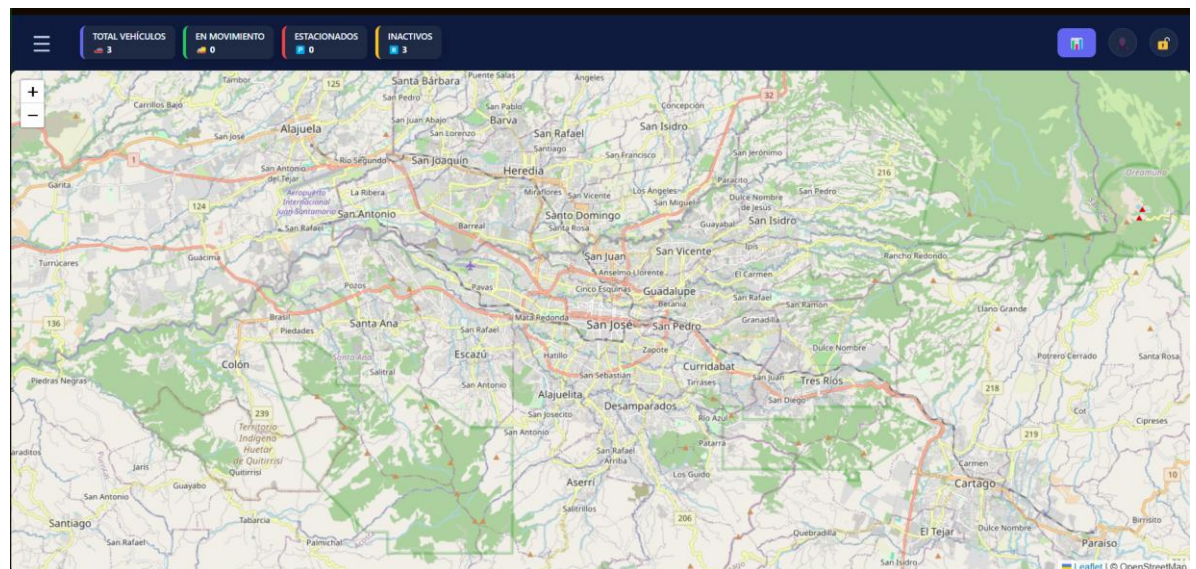 TOTAL VEHÍCULOS
3
EN MOVIMIENTO
0
ESTACIONADOS
0
INACTIVOS
3
+
−
Tambor
125
Santa Bárbara
Puente Salas
Ángeles
Carrillos Bajo
San Pedro
San Pablo
Concepción
32
San José
Alajuela
San Juan Abajo
Barva
San Lorenzo
San Rafael
San Isidro
Santiago
1
Río Segundo
San Joaquín
San Francisco
San Jerónimo
San Antonio
del Tejar
Heredia
Paracito
216
Garita
Aeropuerto
Internacional
Juan Santamaría
La Ribera
Miraflores
San Vicente
Los Ángeles
San Miguel
Dulce Nombre
de Jesús
San Pedro
Oreamuno
124
San Antonio
Santo Domingo
San Isidro
San Rafael
Barreal
Santa Rosa
Guayabal
Turrúcares
Guácima
San Juan
San Vicente
Ipís
Rancho Redondo
Anselmo Llorente
El Carmen
Pozos
Pavas
Cinco Esquinas
Guadalupe
Betania
San Rafael
San Ramón
Llano Grande
136
Brasil
Piedades
Santa Ana
Mata Redonda
San José
San Pedro
Granadilla
San Rafael
Colón
Santa Ana
Salitral
Escazú
Hatillo
Zapote
Dulce Nombre
Potrero Cerrado
Santa Rosa
Curridabat
Piedras Negras
San Antonio
San Sebastián
Tirrases
San Juan
Tres Ríos
218
Alajuelita
San Diego
239
San Josecito
Desamparados
Río Azul
Cot
Cipreses
Territorio
Indígena
Huetar
de Quitirrisí
San Antonio
Patarrá
219
San Rafael
Arriba
Jaris
Quitirrisí
Guayabo
Aserrí
Los Guido
Carmen
10
San Antonio
Cartago
Salitrillos
Santiago
Tabarcia
206
El Tejar
Dulce Nombre
Birrisito
San Rafael
Palmichal
Quebradilla
Paraíso
San Isidro
Leaflet | © OpenStreetMap